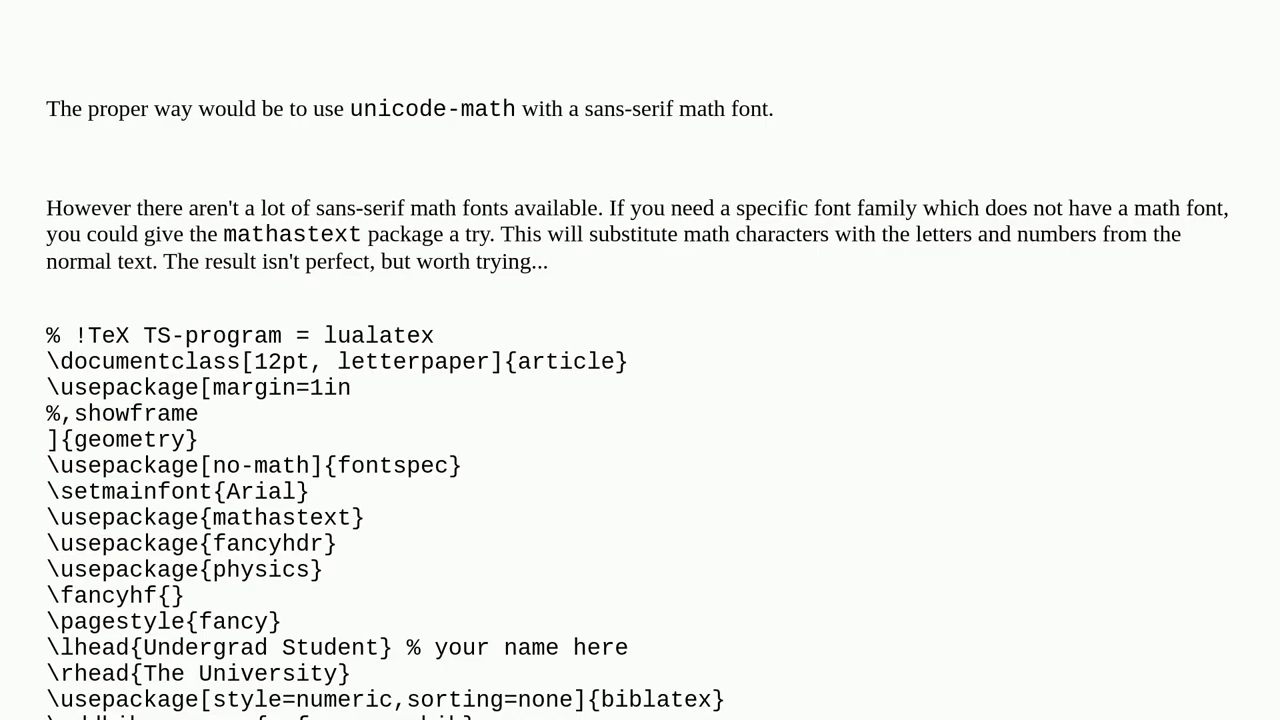 The proper way would be to use unicode-math with a sans-serif math font.
However there aren't a lot of sans-serif math fonts available. If you need a specific font family which does not have a math font,
you could give the mathastext package a try. This will substitute math characters with the letters and numbers from the
normal text. The result isn't perfect, but worth trying...
% !TeX TS-program = lualatex
\documentclass[12pt, letterpaper]{article}
\usepackage[margin=1in
%,showframe
]{geometry}
\usepackage[no-math]{fontspec}
\setmainfont{Arial}
\usepackage{mathastext}
\usepackage{fancyhdr}
\usepackage{physics}
\fancyhf{}
\pagestyle{fancy}
\lhead{Undergrad Student} % your name here
\rhead{The University}
\usepackage[style=numeric,sorting=none]{biblatex}